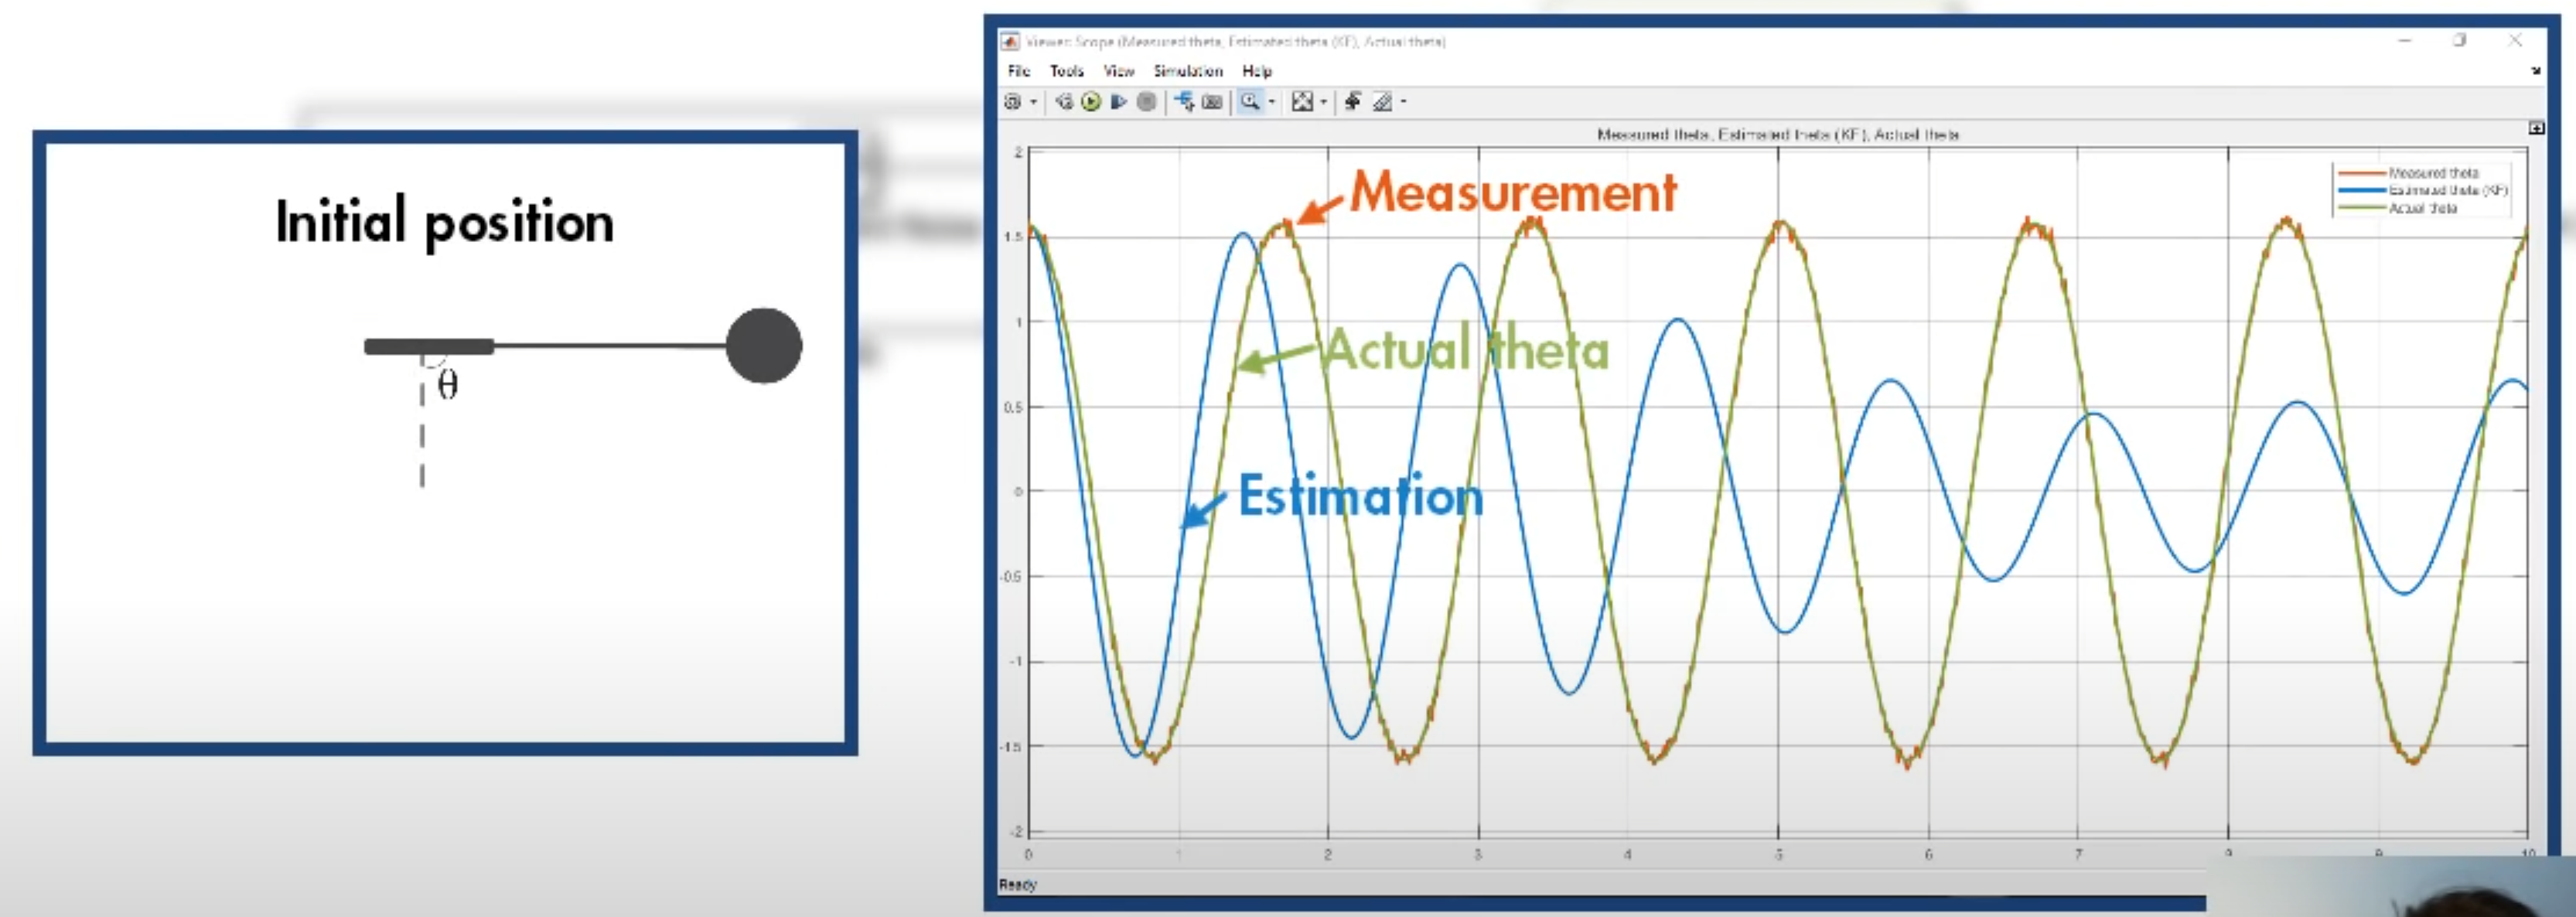 Initial position
θ
Viewer: Scope (Measured theta, Estimated theta (KF), Actual theta)
File Tools View Simulation Help
Measured theta, Estimated theta (KF), Actual theta
Measured theta
Estimated theta (KF)
Actual theta
Measurement
Actual theta
Estimation
2
1.5
1
0.5
0
-0.5
-1
-1.5
-2
0 1 2 3 4 5 6 7 8 9 10
Ready